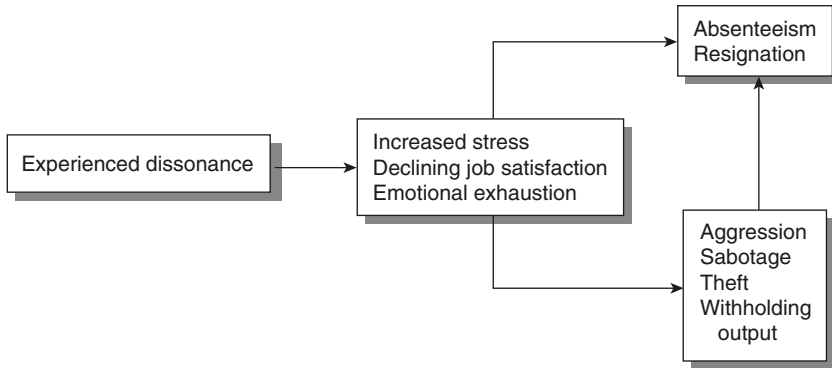 Experienced dissonance
Increased stress
Declining job satisfaction
Emotional exhaustion
Absenteeism
Resignation
Aggression
Sabotage
Theft
Withholding
output